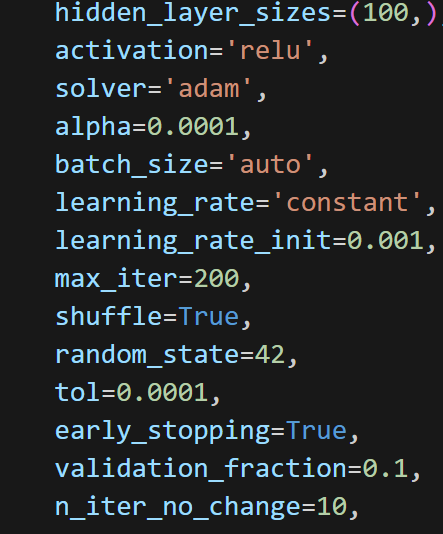 hidden_layer_sizes=(100,),
activation='relu',
solver='adam',
alpha=0.0001,
batch_size='auto',
learning_rate='constant',
learning_rate_init=0.001,
max_iter=200,
shuffle=True,
random_state=42,
tol=0.0001,
early_stopping=True,
validation_fraction=0.1,
n_iter_no_change=10,